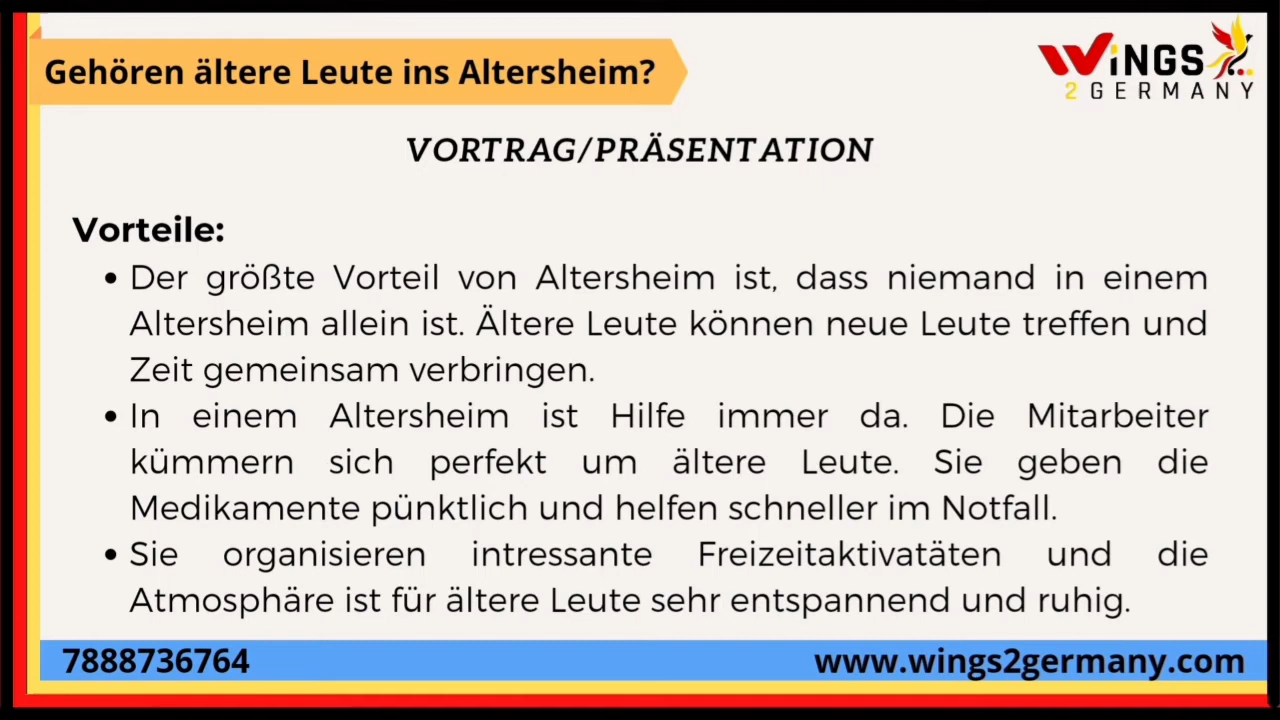 Gehören ältere Leute ins Altersheim?
WiNGS
2GERMANY
VORTRAG/PRÄSENTATION
Vorteile:
• Der größte Vorteil von Altersheim ist, dass niemand in einem
Altersheim allein ist. Ältere Leute können neue Leute treffen und
Zeit gemeinsam verbringen.
• In einem Altersheim ist Hilfe immer da. Die Mitarbeiter
kümmern sich perfekt um ältere Leute. Sie geben die
Medikamente pünktlich und helfen schneller im Notfall.
• Sie organisieren intressante Freizeitaktivatäten und die
Atmosphäre ist für ältere Leute sehr entspannend und ruhig.
7888736764
www.wings2germany.com